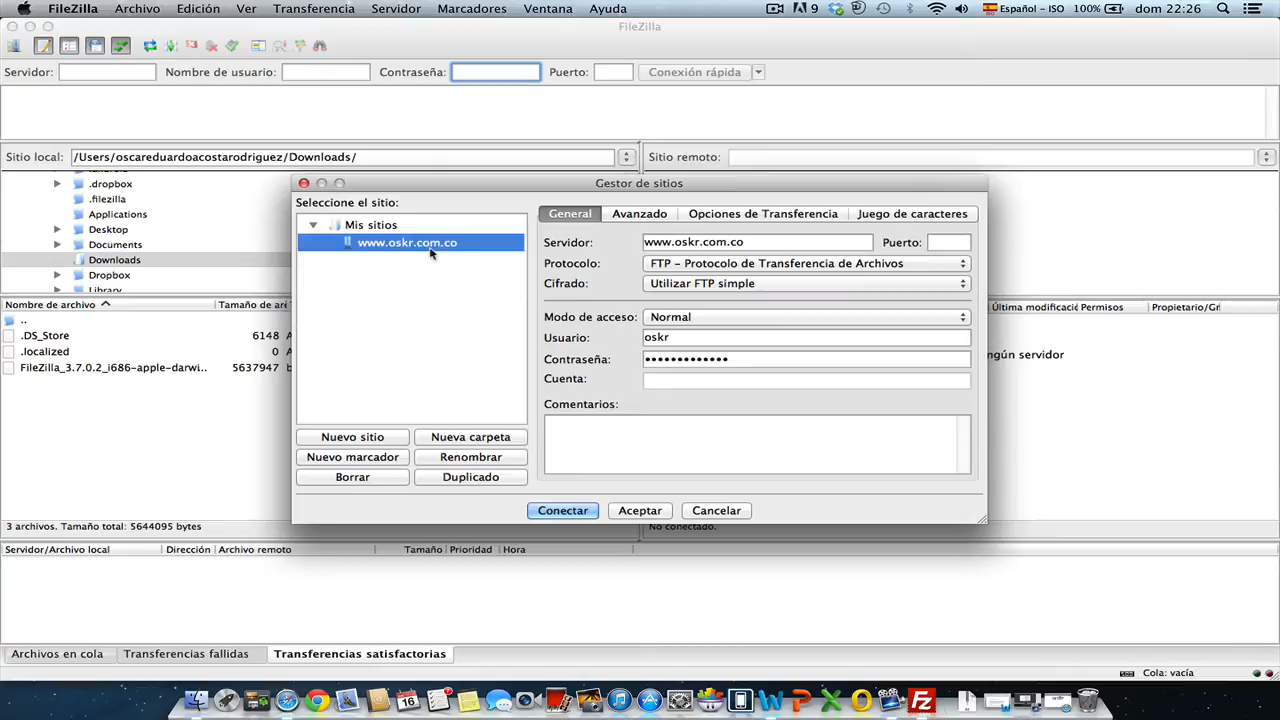 FileZilla Archivo Edición Ver Transferencia Servidor Marcadores Ventana Ayuda 9 Español - ISO 100% dom 22:26
FileZilla
Servidor: Nombre de usuario: Contraseña: Puerto: Conexión rápida
Sitio local: /Users/oscareduardoacostarodriguez/Downloads/ Sitio remoto:
.dropbox
.filezilla
Applications
Desktop
Documents
Downloads
Dropbox
Library
Nombre de archivo Tamaño de ar
..
.DS_Store 6148
.localized 0
FileZilla_3.7.0.2_i686-apple-darwi... 5637947
3 archivos. Tamaño total: 5644095 bytes
Última modificació Permisos Propietario/Gr
ngún servidor
No conectado.
Gestor de sitios
Seleccione el sitio:
Mis sitios
www.oskr.com.co
Nuevo sitio Nueva carpeta
Nuevo marcador Renombrar
Borrar Duplicado
General Avanzado Opciones de Transferencia Juego de caracteres
Servidor: www.oskr.com.co Puerto:
Protocolo: FTP - Protocolo de Transferencia de Archivos
Cifrado: Utilizar FTP simple
Modo de acceso: Normal
Usuario: oskr
Contraseña: •••••••••••••
Cuenta:
Comentarios:
Conectar Aceptar Cancelar
Servidor/Archivo local Dirección Archivo remoto Tamaño Prioridad Hora
Archivos en cola Transferencias fallidas Transferencias satisfactorias
Cola: vacía
16